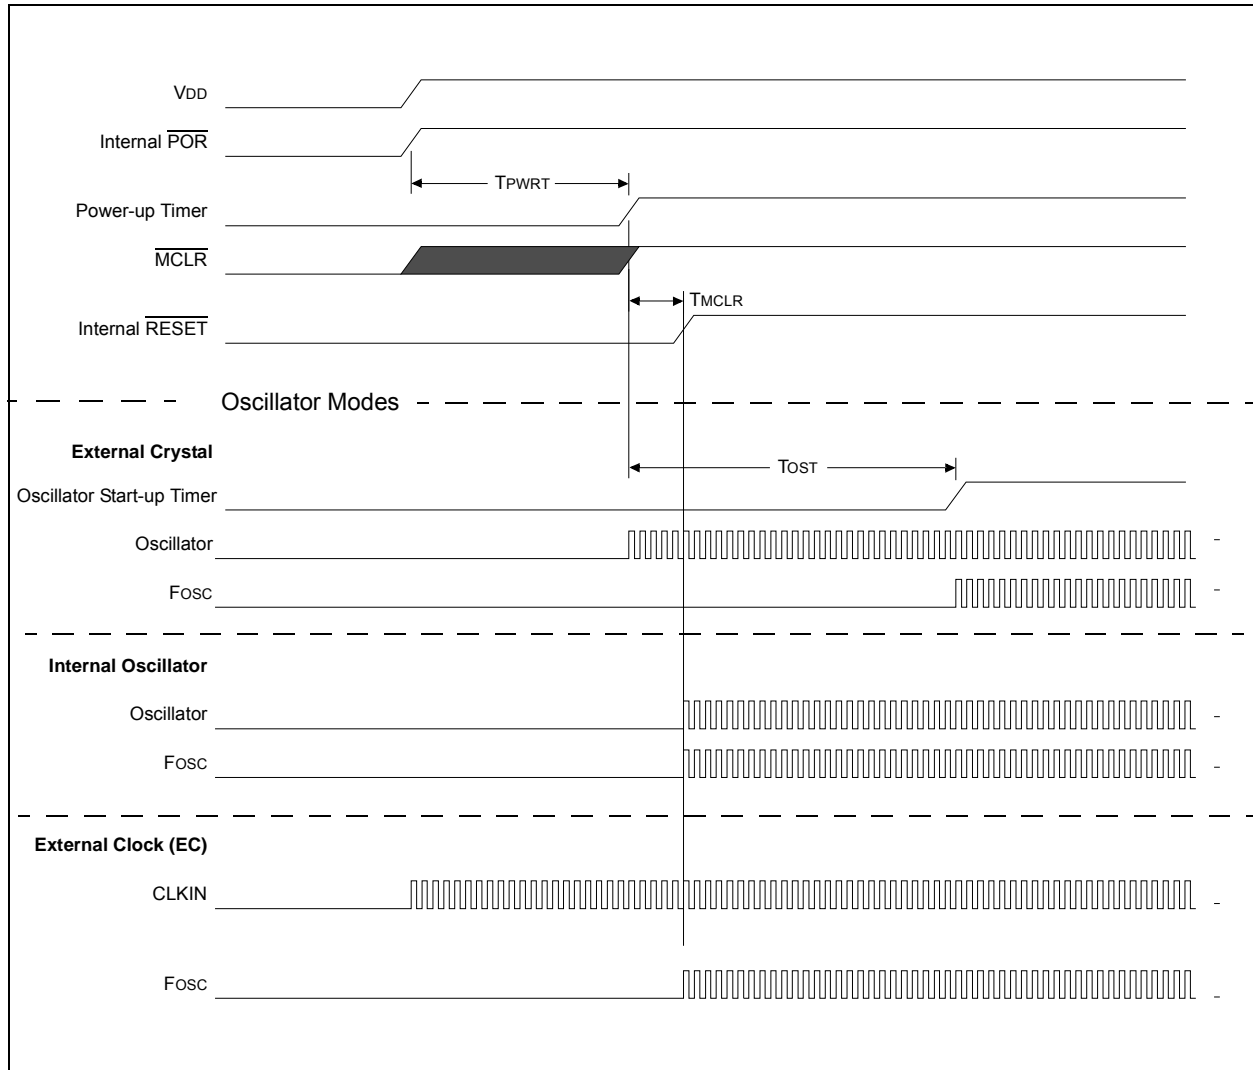 VDD
Internal POR
TPWRT
Power-up Timer
MCLR
TMCLR
Internal RESET
Oscillator Modes
External Crystal
TOST
Oscillator Start-up Timer
Oscillator
FOSC
Internal Oscillator
Oscillator
FOSC
External Clock (EC)
CLKIN
FOSC